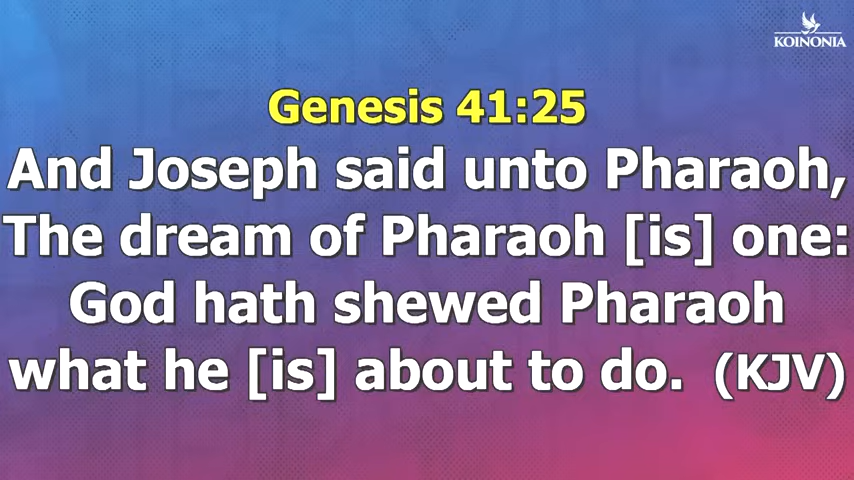 KOINONIA
Genesis 41:25
And Joseph said unto Pharaoh,
The dream of Pharaoh [is] one:
God hath shewed Pharaoh
what he [is] about to do. (KJV)